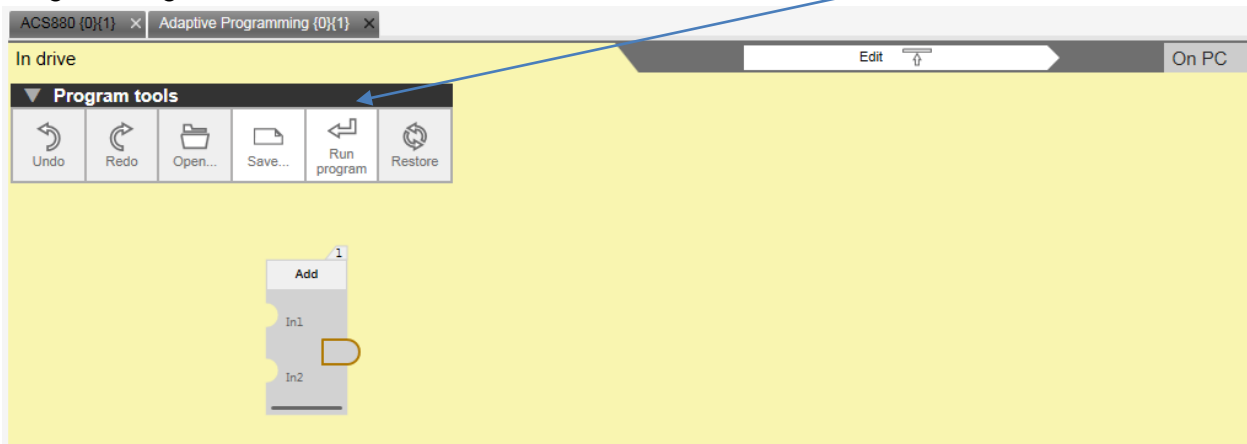 ACS880 {0}{1} × Adaptive Programming {0}{1} ×
In drive Edit On PC
Program tools
Undo Redo Open... Save... Run program Restore
1
Add
In1
In2